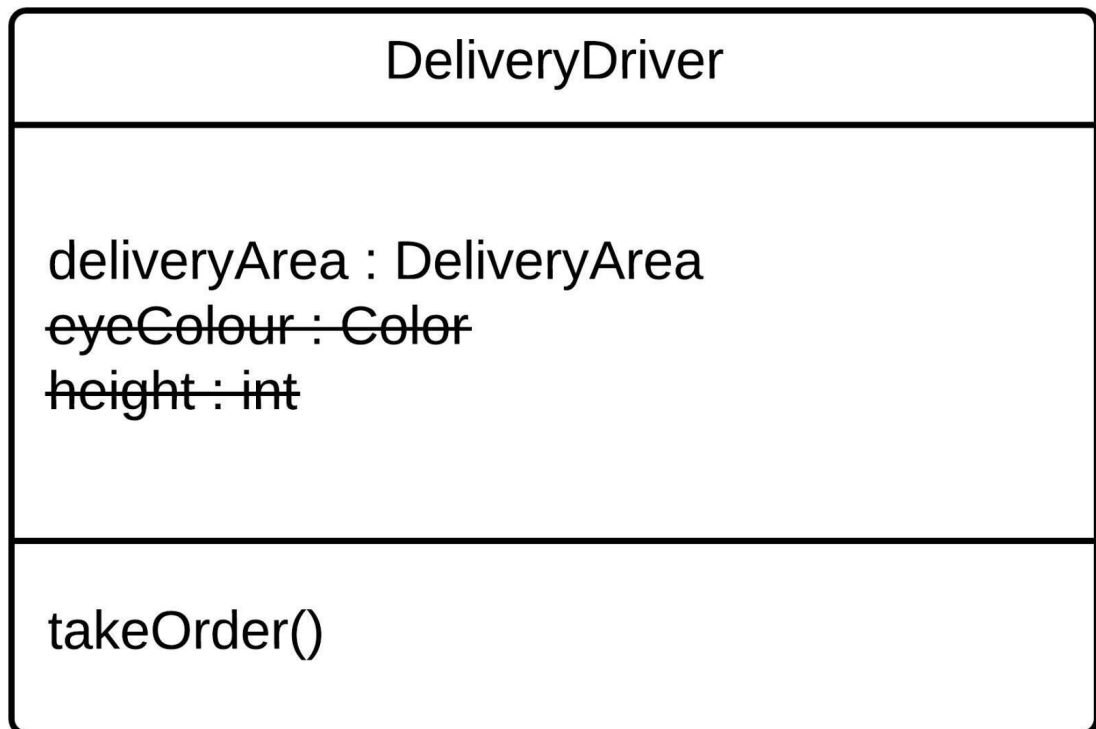 DeliveryDriver
deliveryArea : DeliveryArea
eyeColour : Color
height : int
takeOrder()